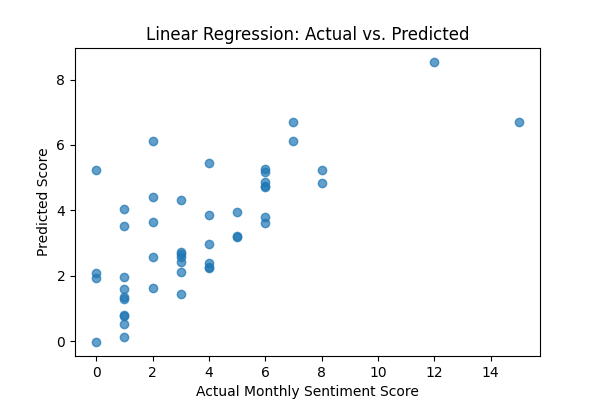 Linear Regression: Actual vs. Predicted
8
6
4
2
0
Predicted Score
0 2 4 6 8 10 12 14
Actual Monthly Sentiment Score